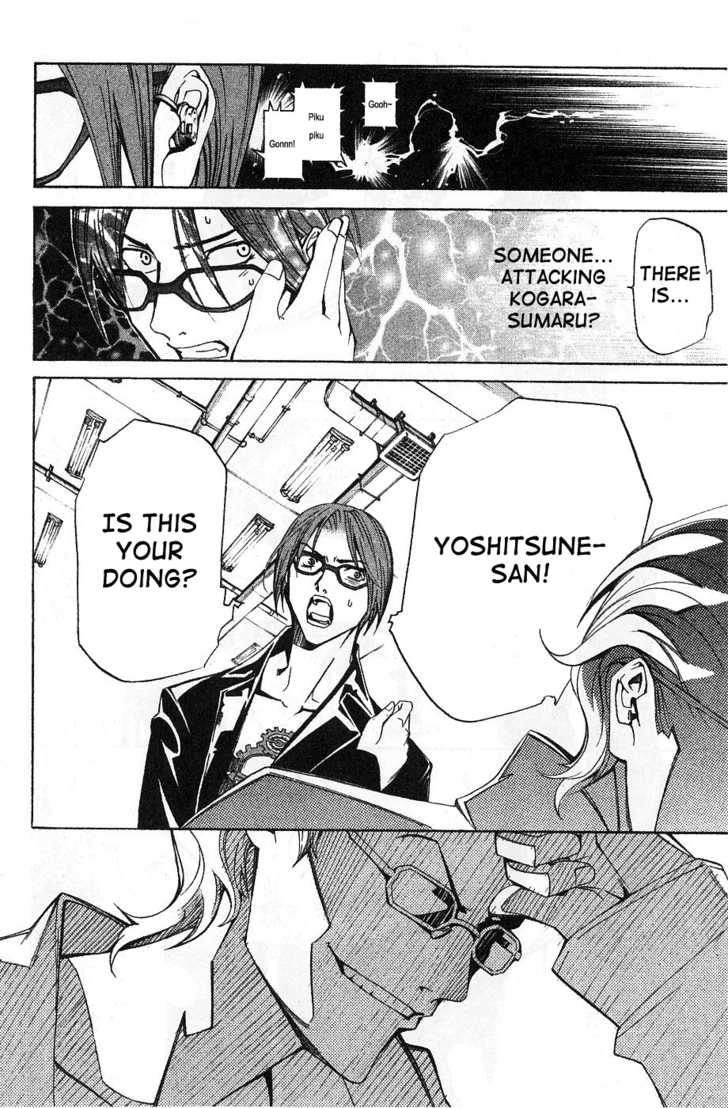 Gooh~
Piku
piku
Gonnn!
THERE
IS...
SOMEONE...
ATTACKING
KOGARA-
SUMARU?
YOSHITSUNE-
SAN!
IS THIS
YOUR
DOING?